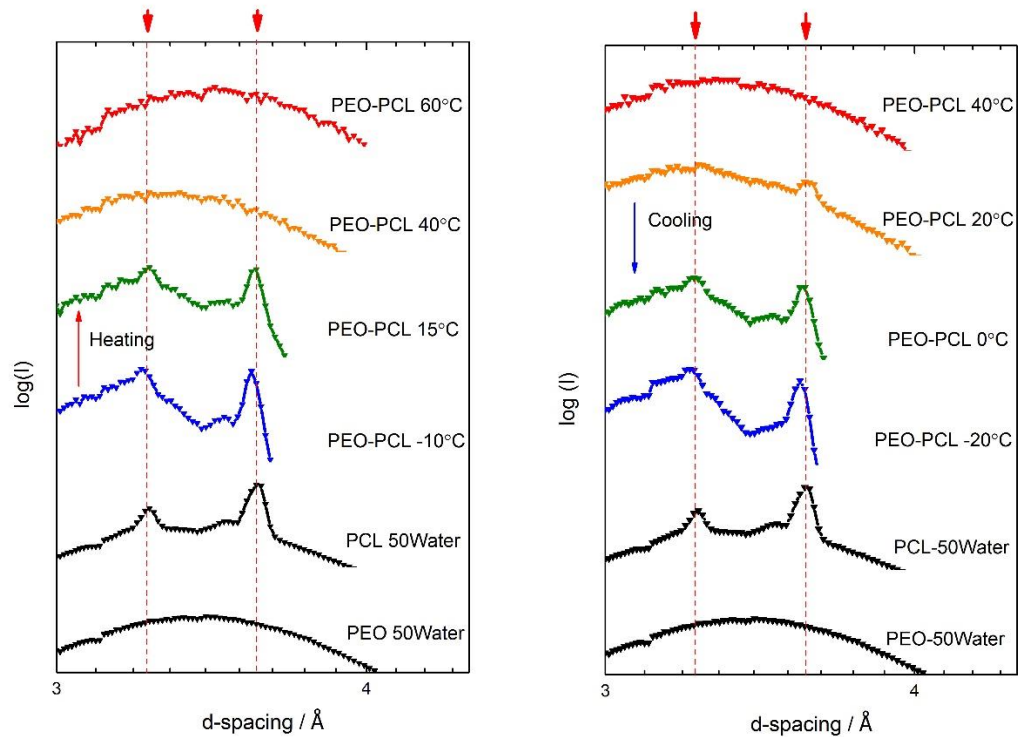 PEO-PCL 60°C
PEO-PCL 40°C
PEO-PCL 15°C
Heating
PEO-PCL -10°C
PCL 50Water
PEO 50Water
log(I)
3
4
d-spacing / Å
PEO-PCL 40°C
PEO-PCL 20°C
Cooling
PEO-PCL 0°C
PEO-PCL -20°C
PCL-50Water
PEO-50Water
log (I)
3
4
d-spacing / Å